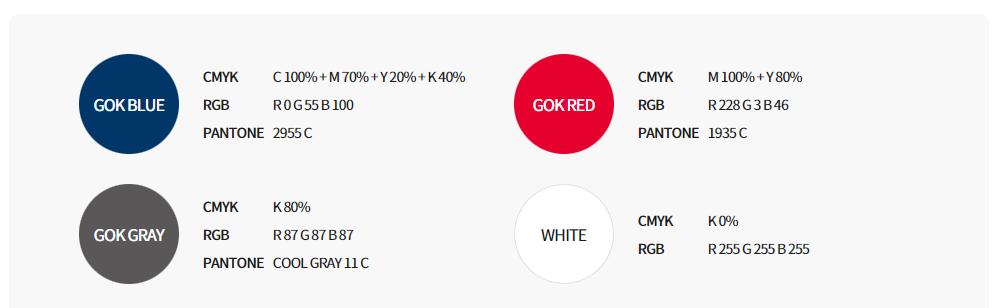 GOK BLUE
CMYK C 100% + M 70% + Y 20% + K 40%
RGB R 0 G 55 B 100
PANTONE 2955 C
GOK RED
CMYK M 100% + Y 80%
RGB R 228 G 3 B 46
PANTONE 1935 C
GOK GRAY
CMYK K 80%
RGB R 87 G 87 B 87
PANTONE COOL GRAY 11 C
WHITE
CMYK K 0%
RGB R 255 G 255 B 255